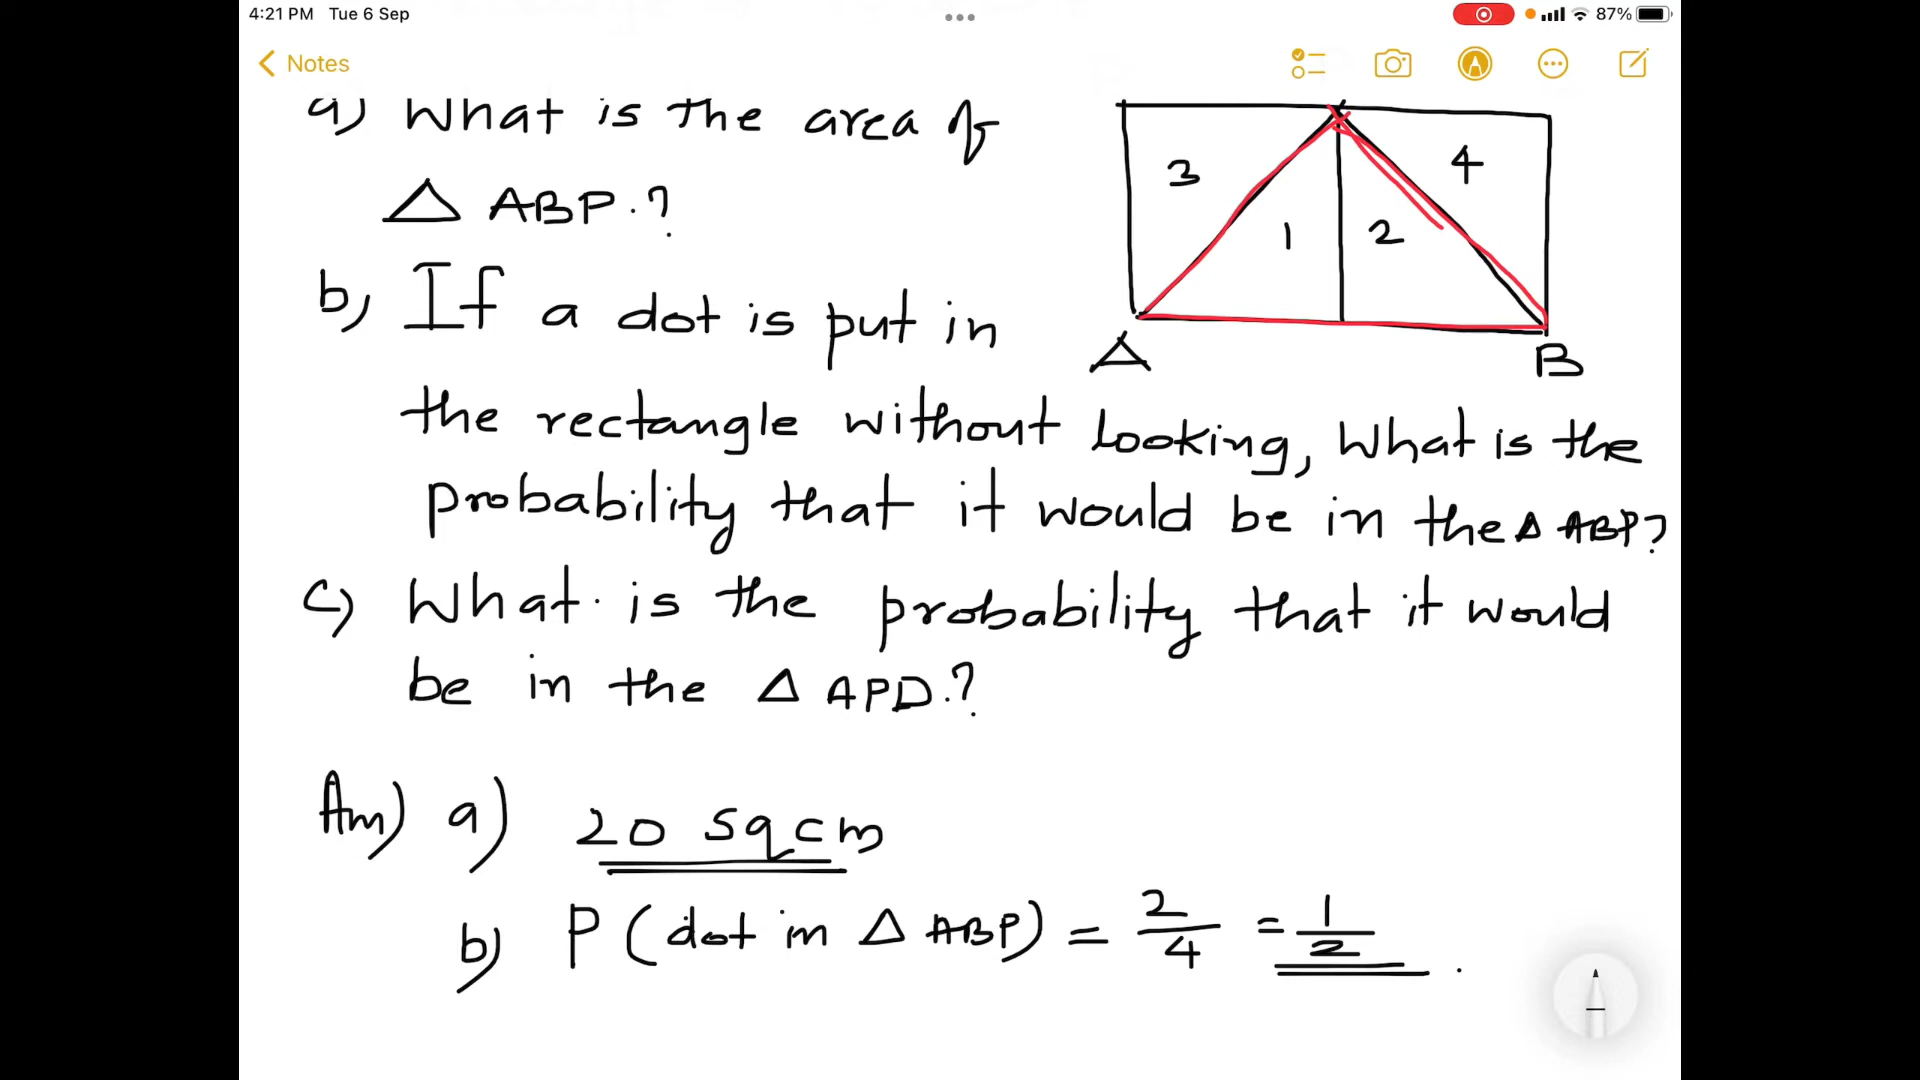 4:21 PM Tue 6 Sep
87%
Notes
a) What is the area of
△ ABP.?
3
4
1
2
A
B
b) If a dot is put in
the rectangle without looking, What is the
probability that it would be in the △ ABP?
c) What is the probability that it would
be in the △ APD.?
Ans) a) 20 sqcm
b) P (dot in △ ABP) = 2/4 = 1/2.